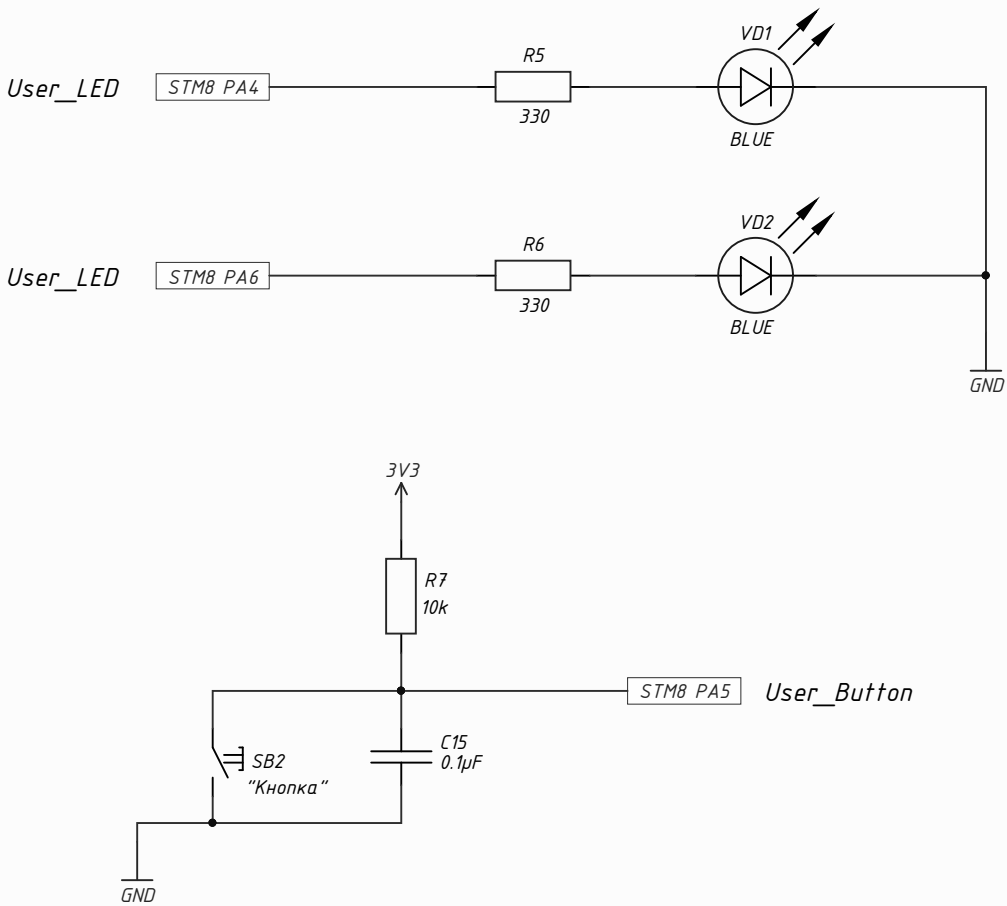 VD1
R5
User_LED
STM8 PA4
330
BLUE
VD2
R6
User_LED
STM8 PA6
330
BLUE
GND
3V3
R7
10k
STM8 PA5
User_Button
C15
0.1µF
SB2
"Кнопка"
GND